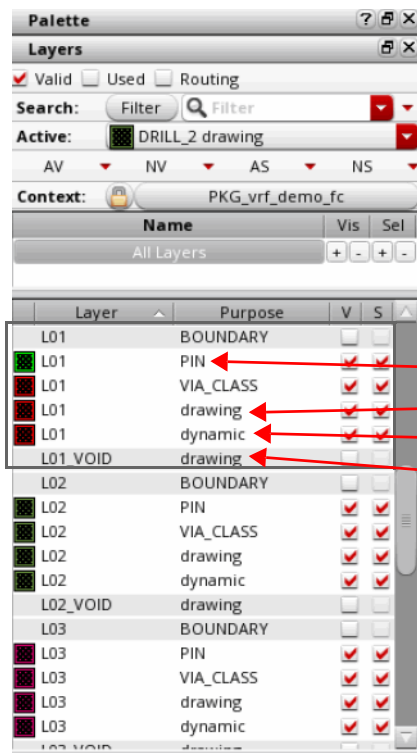 Palette ?
Layers
Valid Used Routing
Search: Filter Filter
Active: DRILL_2 drawing
AV NV AS NS
Context: PKG_vrf_demo_fc
Name Vis Sel
All Layers + - + -
Layer Purpose V S
L01 BOUNDARY
L01 PIN
L01 VIA_CLASS
L01 drawing
L01 dynamic
L01_VOID drawing
L02 BOUNDARY
L02 PIN
L02 VIA_CLASS
L02 drawing
L02 dynamic
L02_VOID drawing
L03 BOUNDARY
L03 PIN
L03 VIA_CLASS
L03 drawing
L03 dynamic